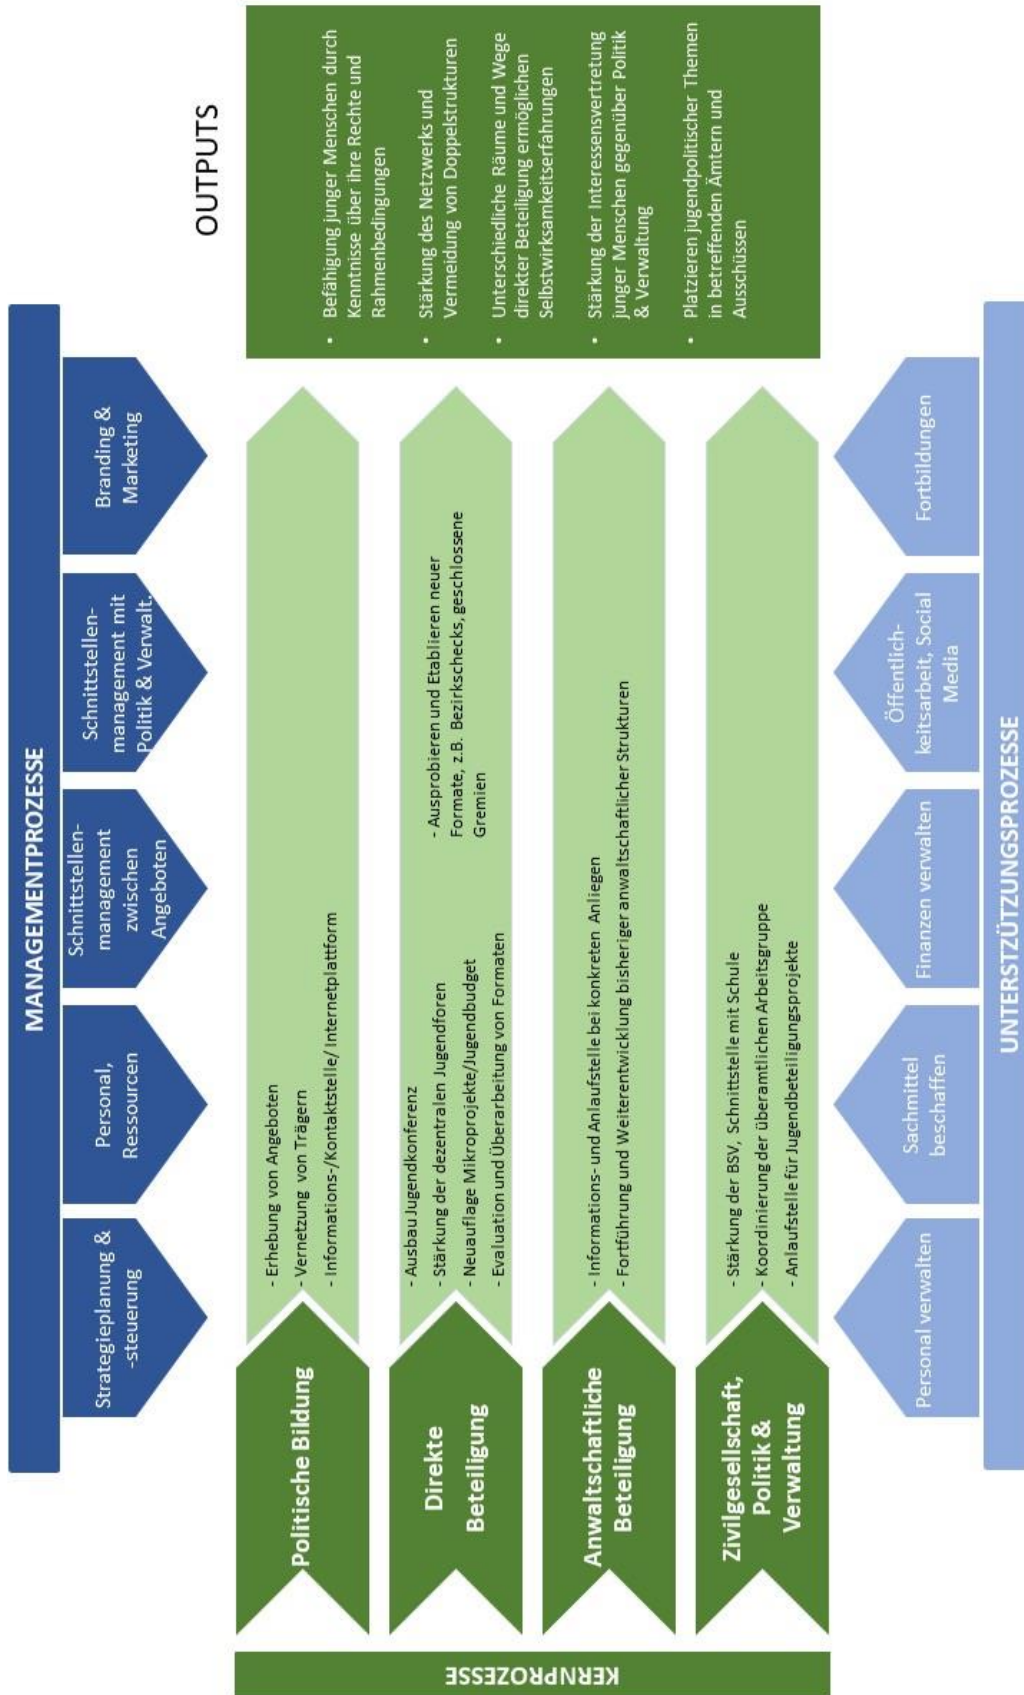 MANAGEMENTPROZESSE
Strategieplanung &
-steuerung
Personal,
Ressourcen
Schnittstellen-
management
zwischen
Angeboten
Schnittstellen-
management mit
Politik & Verwalt.
Branding &
Marketing
OUTPUTS
KERNPROZESSE
Politische Bildung
- Erhebung von Angeboten
- Vernetzung von Trägern
- Informations-/Kontaktstelle/ Internetplattform
Direkte
Beteiligung
- Ausbau Jugendkonferenz
- Stärkung der dezentralen Jugendforen
- Neuauflage Mikroprojekte/Jugendbudget
- Evaluation und Überarbeitung von Formaten
- Ausprobieren und Etablieren neuer
Formate, z.B. Bezirkschecks, geschlossene
Gremien
Anwaltschaftliche
Beteiligung
- Informations- und Anlaufstelle bei konkreten Anliegen
- Fortführung und Weiterentwicklung bisheriger anwaltschaftlicher Strukturen
Zivilgesellschaft,
Politik &
Verwaltung
- Stärkung der BSV, Schnittstelle mit Schule
- Koordinierung der überamtlichen Arbeitsgruppe
- Anlaufstelle für Jugendbeteiligungsprojekte
• Befähigung junger Menschen durch
Kenntnisse über ihre Rechte und
Rahmenbedingungen
• Stärkung des Netzwerks und
Vermeidung von Doppelstrukturen
• Unterschiedliche Räume und Wege
direkter Beteiligung ermöglichen
Selbstwirksamkeitserfahrungen
• Stärkung der Interessensvertretung
junger Menschen gegenüber Politik
& Verwaltung
• Platzieren jugendpolitischer Themen
in betreffenden Ämtern und
Ausschüssen
Personal verwalten
Sachmittel
beschaffen
Finanzen verwalten
Öffentlich-
keitsarbeit, Social
Media
Fortbildungen
UNTERSTZÜTZUNGSPROZESSE